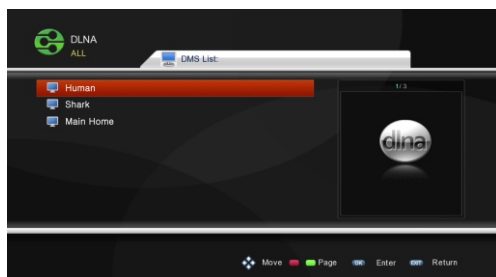 DLNA
ALL
DMS List:
Human
Shark
Main Home
1/3
dlna
Move Page OK Enter EXIT Return